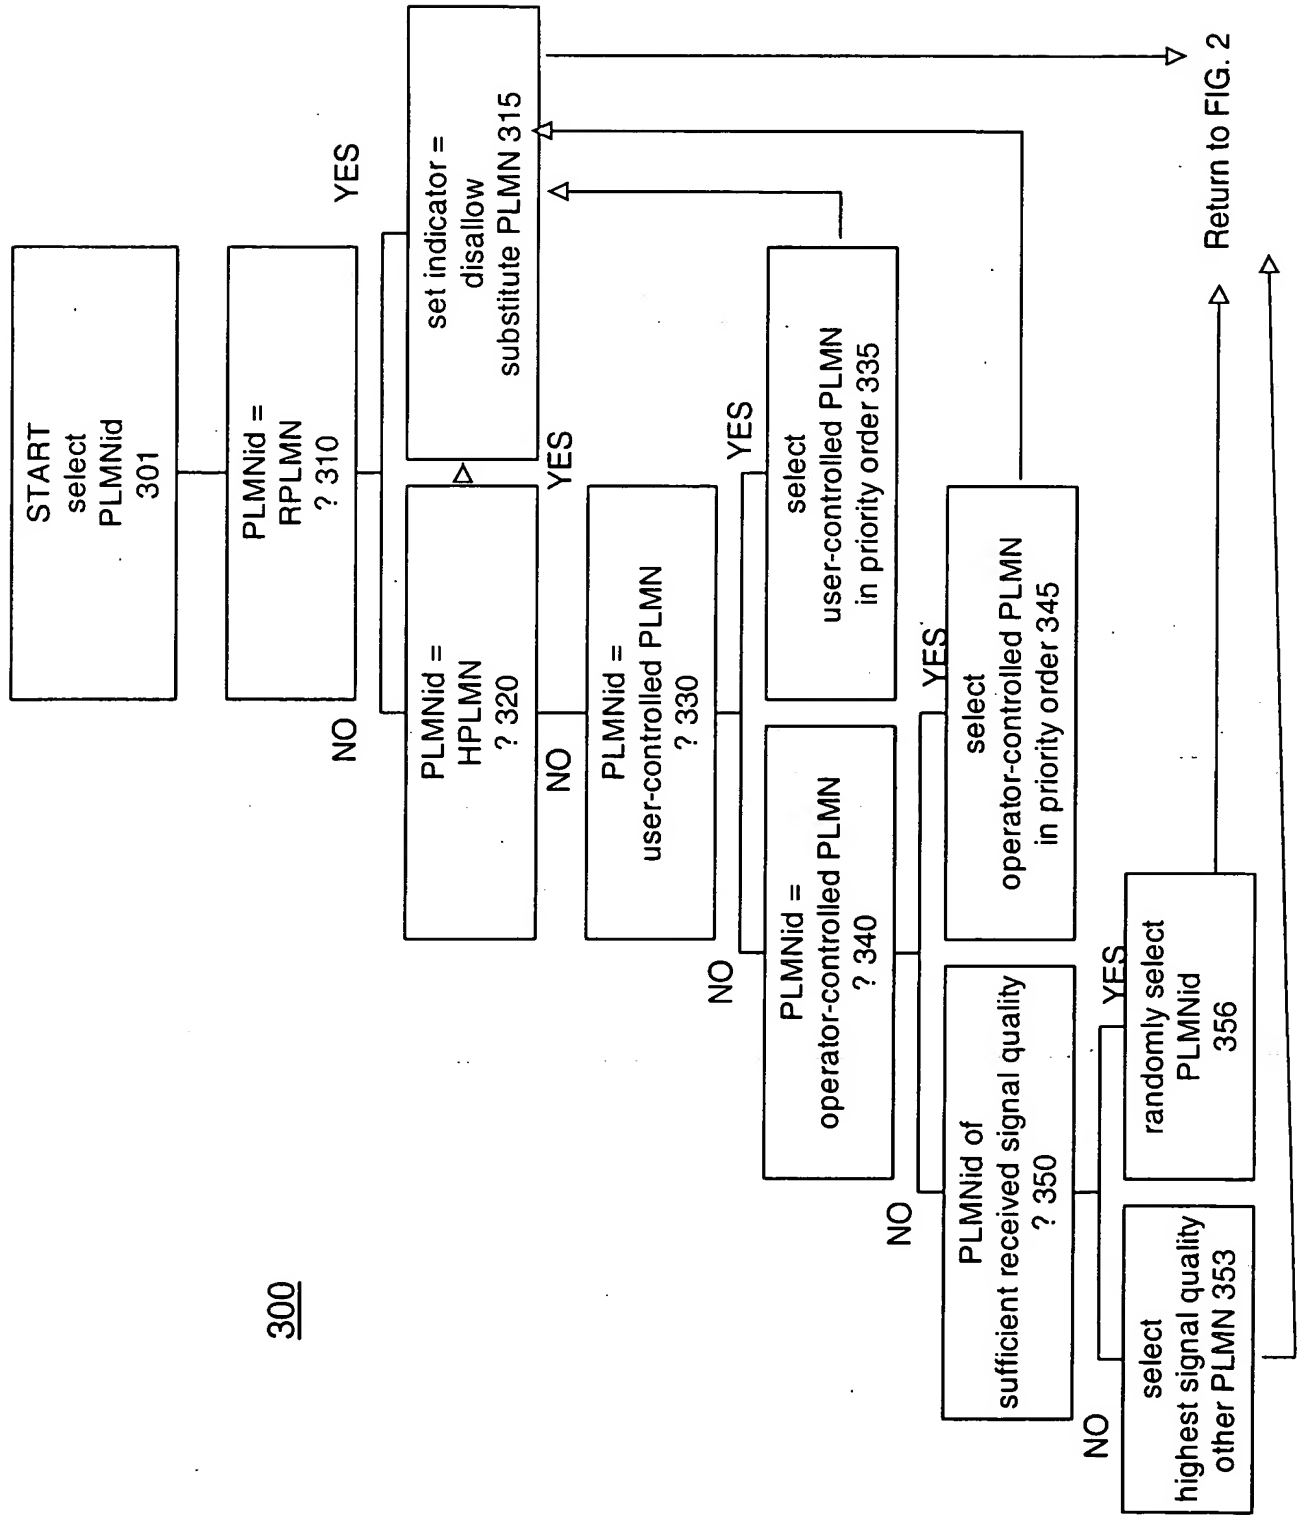 300
START
select
PLMNid
301
PLMNid =
RPLMN
? 310
NO
YES
PLMNid =
HPLMN
? 320
set indicator =
disallow
substitute PLMN 315
NO
YES
PLMNid =
user-controlled PLMN
? 330
NO
YES
PLMNid =
operator-controlled PLMN
? 340
select
user-controlled PLMN
in priority order 335
NO
YES
PLMNid of
sufficient received signal quality
? 350
select
operator-controlled PLMN
in priority order 345
NO
YES
select
highest signal quality
other PLMN 353
randomly select
PLMNid
356
Return to FIG. 2